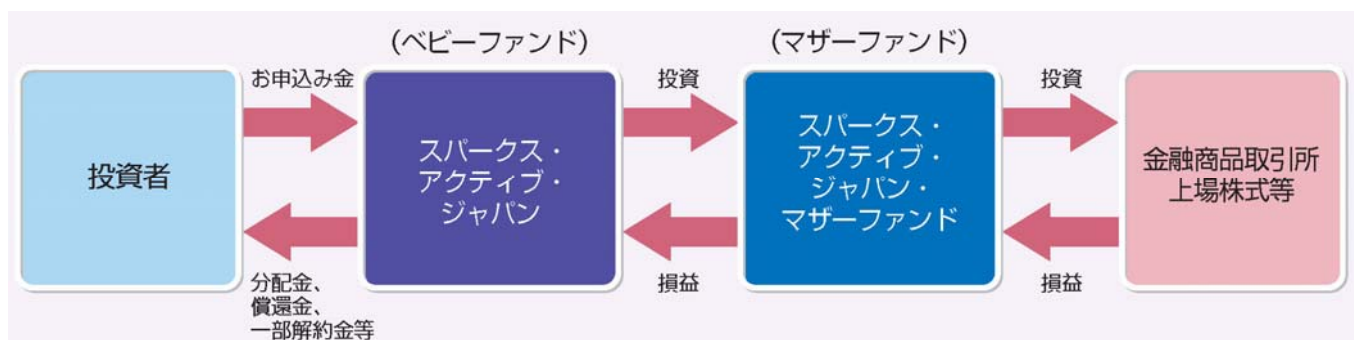 (ベビーファンド)
(マザーファンド)
投資者
お申込み金
分配金、
償還金、
一部解約金等
スパークス・
アクティブ・
ジャパン
投資
損益
スパークス・
アクティブ・
ジャパン・
マザーファンド
投資
損益
金融商品取引所
上場株式等